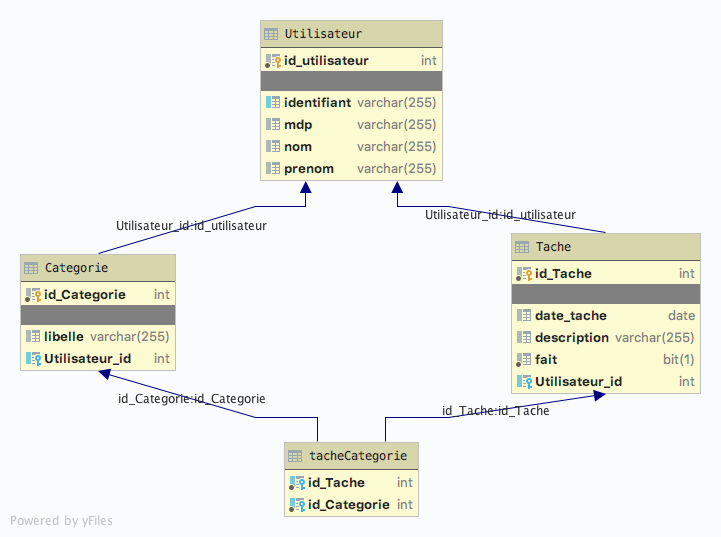 Utilisateur
id_utilisateur int
identifiant varchar(255)
mdp varchar(255)
nom varchar(255)
prenom varchar(255)
Utilisateur_id:id_utilisateur
Utilisateur_id:id_utilisateur
Categorie
id_Categorie int
libelle varchar(255)
Utilisateur_id int
Tache
id_Tache int
date_tache date
description varchar(255)
fait bit(1)
Utilisateur_id int
id_Categorie:id_Categorie
id_Tache:id_Tache
tacheCategorie
id_Tache int
id_Categorie int
Powered by yFiles